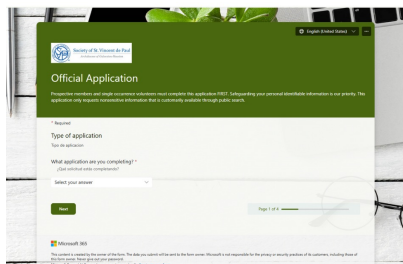 English (United States)
Society of St. Vincent de Paul
Official Application
Prospective members and single occurrence volunteers must complete this application FIRST. Safeguarding your personal identifiable information is our priority. This
application only requests nonsensitive information that is customarily available through public search.
* Required
Type of application
Tipo de aplicación
What application are you completing? *
¿Qué solicitud estás completando?
Select your answer
Next
Page 1 of 4
Microsoft 365
This content is created by the owner of the form. The data you submit will be sent to the form owner. Microsoft is not responsible for the privacy or security practices of its customers, including those of
this form owner. Never give out your password.